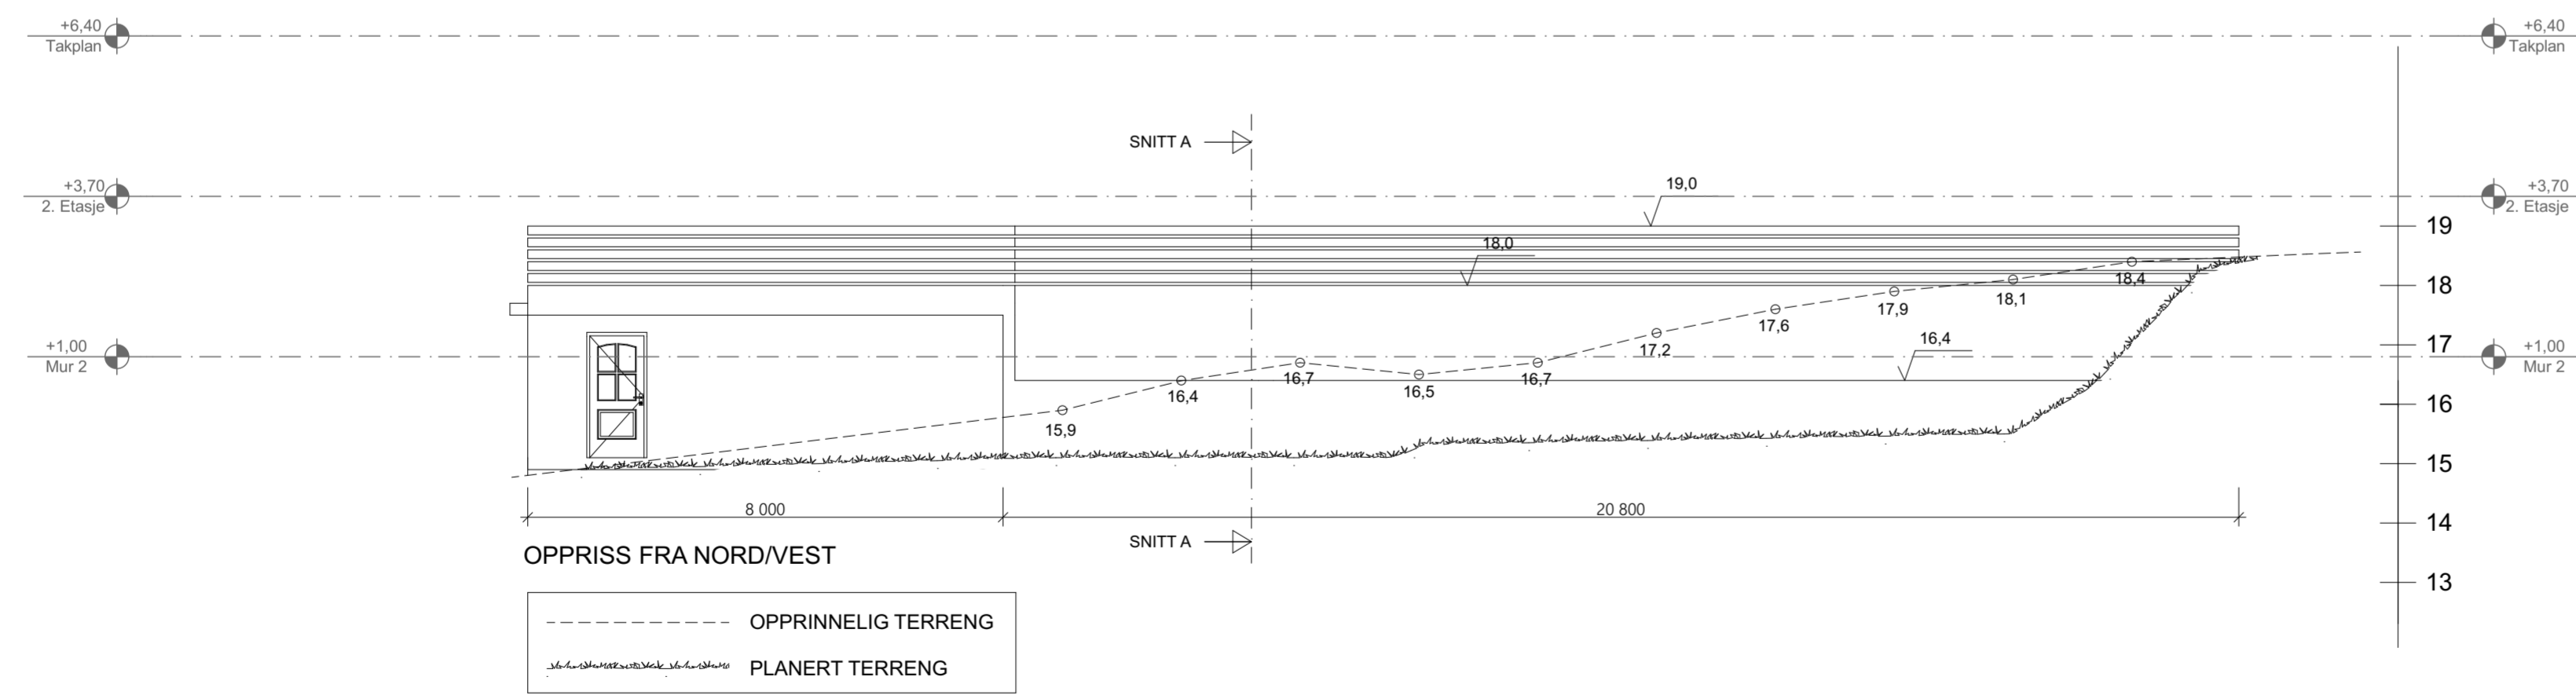 +6,40
Takplan
+6,40
Takplan
SNITT A
+3,70
2. Etasje
19,0
+3,70
2. Etasje
19
18,0
18,4
18
18,1
17,9
17,6
+1,00
Mur 2
17,2
16,4
17
+1,00
Mur 2
16,7
16,5
16,7
16,4
16
15,9
15
8 000
20 800
14
SNITT A
OPPRISS FRA NORD/VEST
13
OPPRINNELIG TERRENG
PLANERT TERRENG